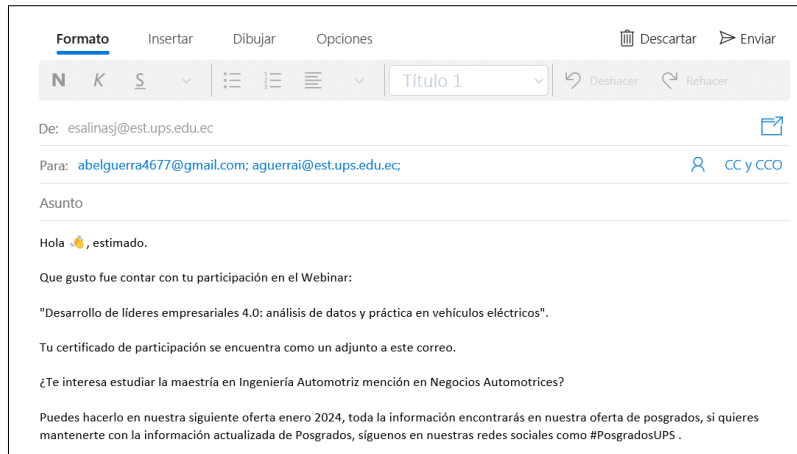 Formato Insertar Dibujar Opciones Descartar Enviar
N K S Título 1 Deshacer Rehacer
De: esalinasj@est.ups.edu.ec
Para: abelguerra4677@gmail.com; aguerrai@est.ups.edu.ec; CC y CCO
Asunto
Hola 👋, estimado.
Que gusto fue contar con tu participación en el Webinar:
"Desarrollo de líderes empresariales 4.0: análisis de datos y práctica en vehículos eléctricos".
Tu certificado de participación se encuentra como un adjunto a este correo.
¿Te interesa estudiar la maestría en Ingeniería Automotriz mención en Negocios Automotrices?
Puedes hacerlo en nuestra siguiente oferta enero 2024, toda la información encontrarás en nuestra oferta de posgrados, si quieres
mantenerte con la información actualizada de Posgrados, síguenos en nuestras redes sociales como #PosgradosUPS .